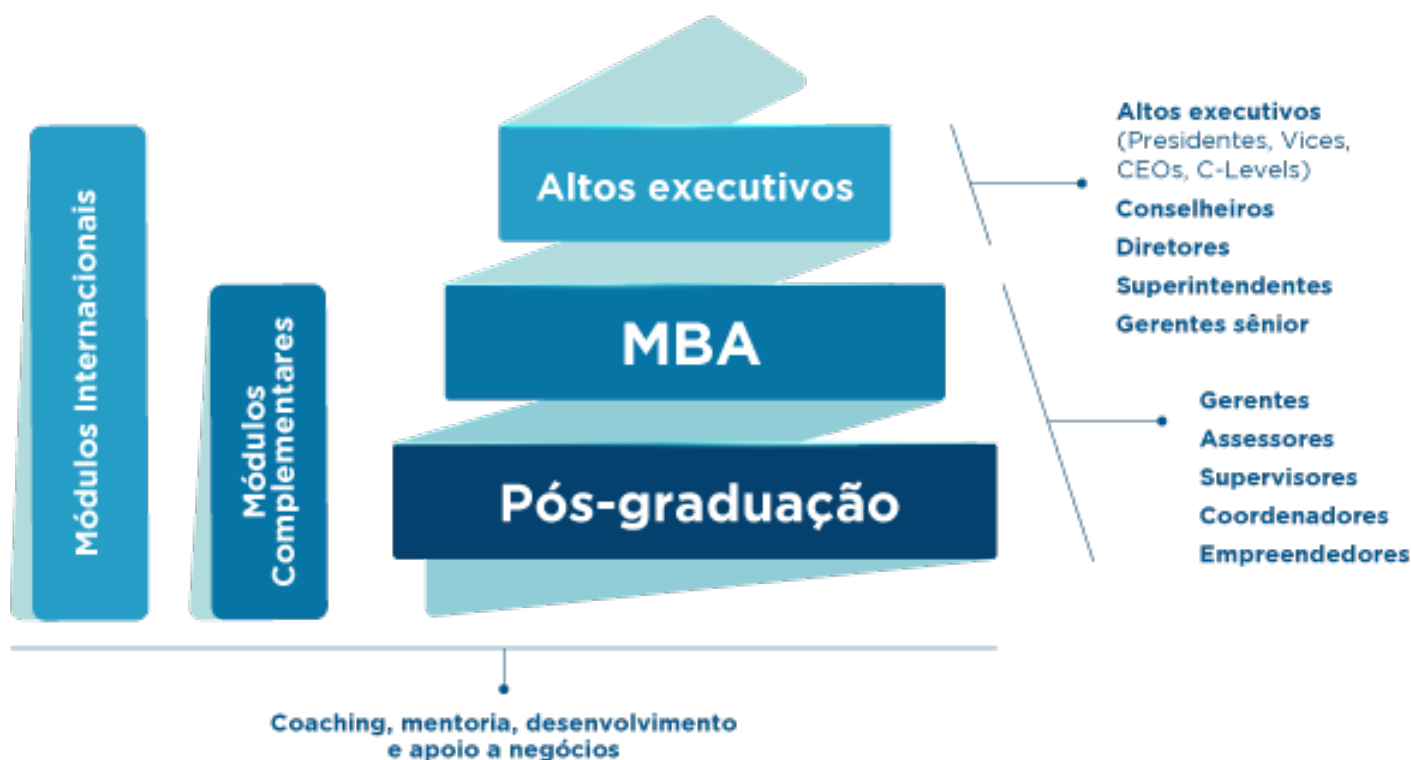 Módulos Internacionais
Módulos
Complementares
Altos executivos
MBA
Pós-graduação
Altos executivos
(Presidentes, Vices,
CEOs, C-Levels)
Conselheiros
Diretores
Superintendentes
Gerentes sênior
Gerentes
Assessores
Supervisores
Coordenadores
Empreendedores
Coaching, mentoria, desenvolvimento
e apoio a negócios